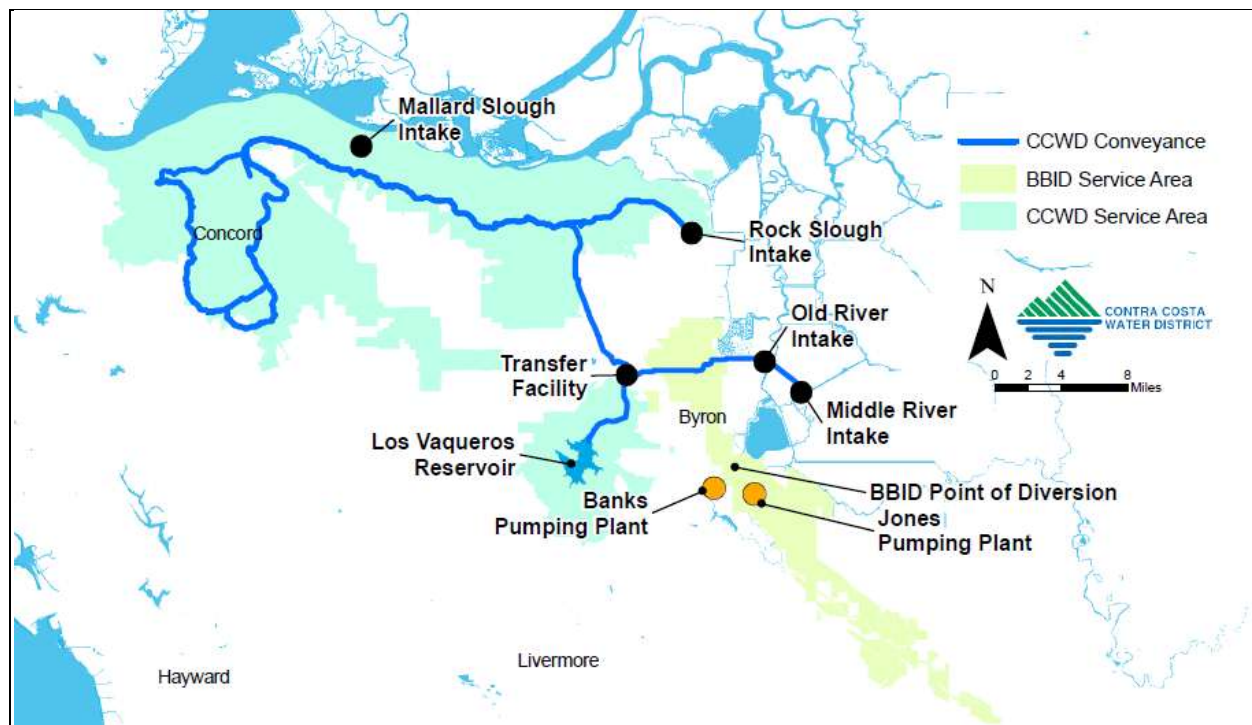 Mallard Slough
Intake
CCWD Conveyance
BBID Service Area
CCWD Service Area
Concord
Rock Slough
Intake
N
CONTRA COSTA
WATER DISTRICT
Old River
Intake
Transfer
Facility
0 2 4 8
Miles
Byron
Middle River
Intake
Los Vaqueros
Reservoir
Banks
Pumping Plant
BBID Point of Diversion
Jones
Pumping Plant
Livermore
Hayward